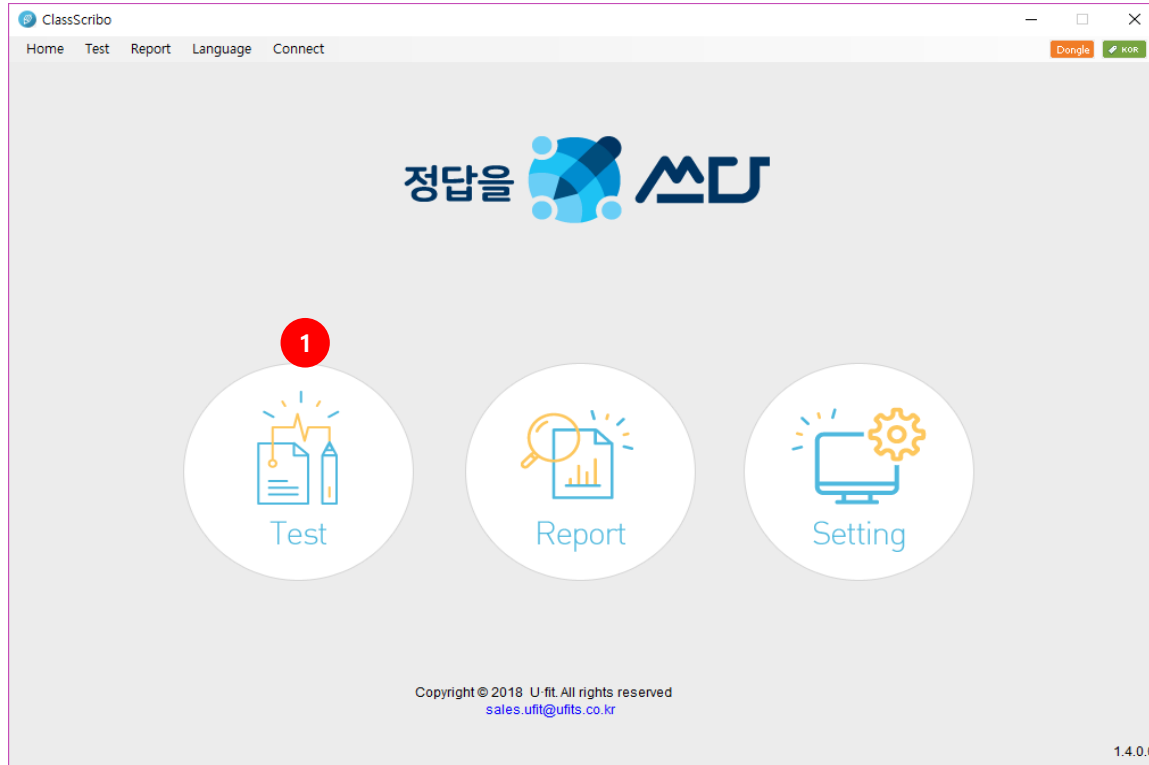 ClassScribo
Home Test Report Language Connect Dongle KOR
정답을 쓰다
1
Test Report Setting
Copyright © 2018 U-fit. All rights reserved
sales.ufit@ufits.co.kr
1.4.0.0